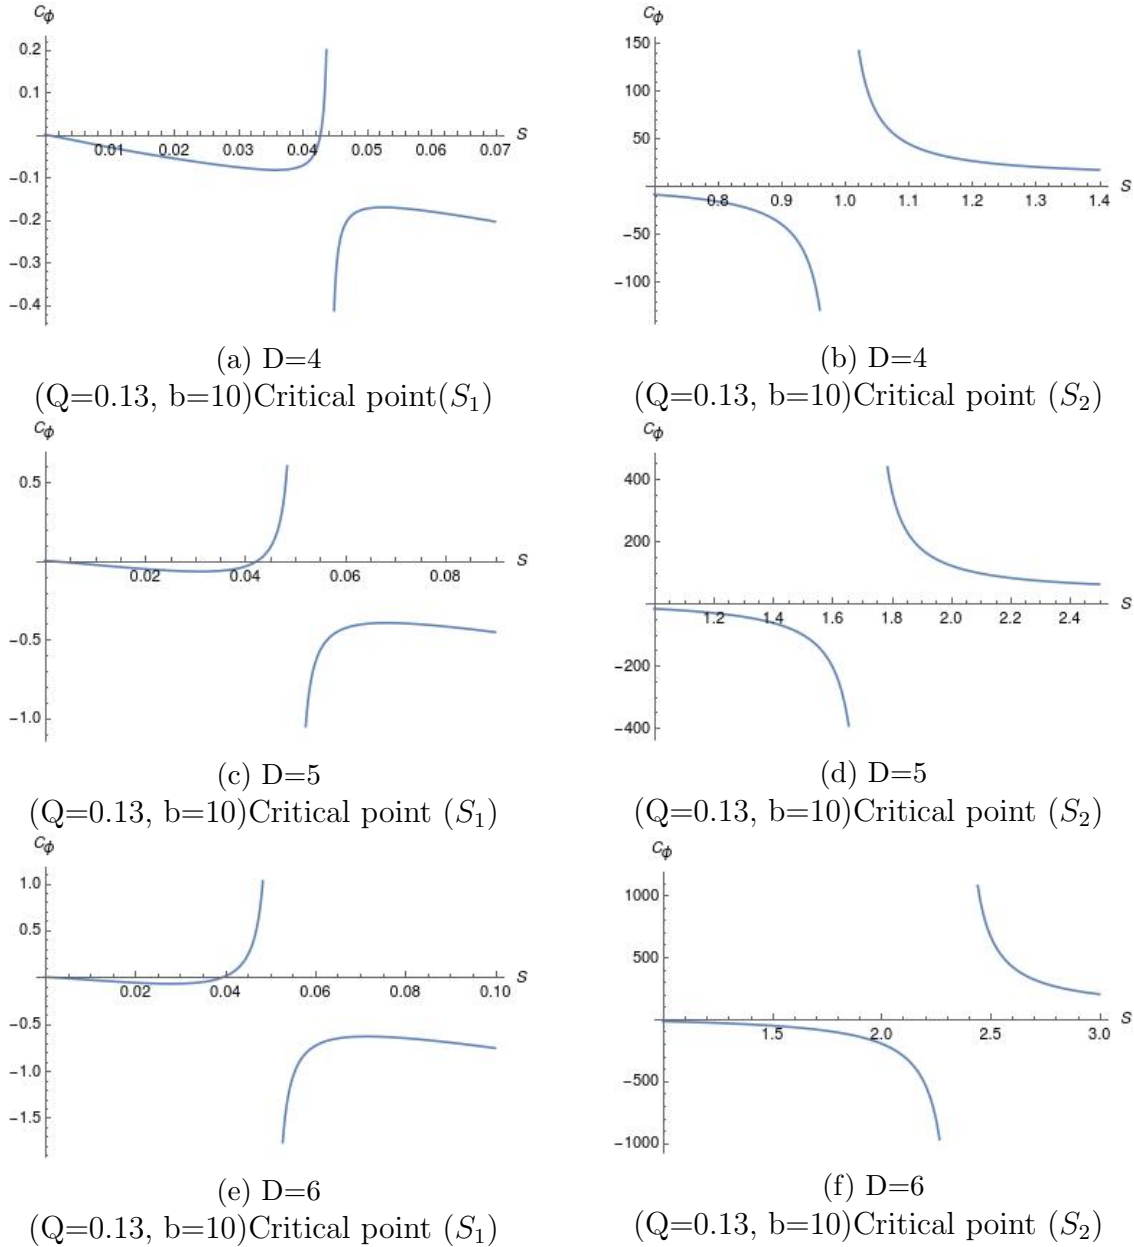 C_ϕ
0.2
0.1
-0.1
-0.2
-0.3
-0.4
0.01 0.02 0.03 0.04 0.05 0.06 0.07 S
(a) D=4
(Q=0.13, b=10)Critical point(S_1)
C_ϕ
150
100
50
-50
-100
0.8 0.9 1.0 1.1 1.2 1.3 1.4 S
(b) D=4
(Q=0.13, b=10)Critical point (S_2)
C_ϕ
0.5
-0.5
-1.0
0.02 0.04 0.06 0.08 S
(c) D=5
(Q=0.13, b=10)Critical point (S_1)
C_ϕ
400
200
-200
-400
1.2 1.4 1.6 1.8 2.0 2.2 2.4 S
(d) D=5
(Q=0.13, b=10)Critical point (S_2)
C_ϕ
1.0
0.5
-0.5
-1.0
-1.5
0.02 0.04 0.06 0.08 0.10 S
(e) D=6
(Q=0.13, b=10)Critical point (S_1)
C_ϕ
1000
500
-500
-1000
1.5 2.0 2.5 3.0 S
(f) D=6
(Q=0.13, b=10)Critical point (S_2)